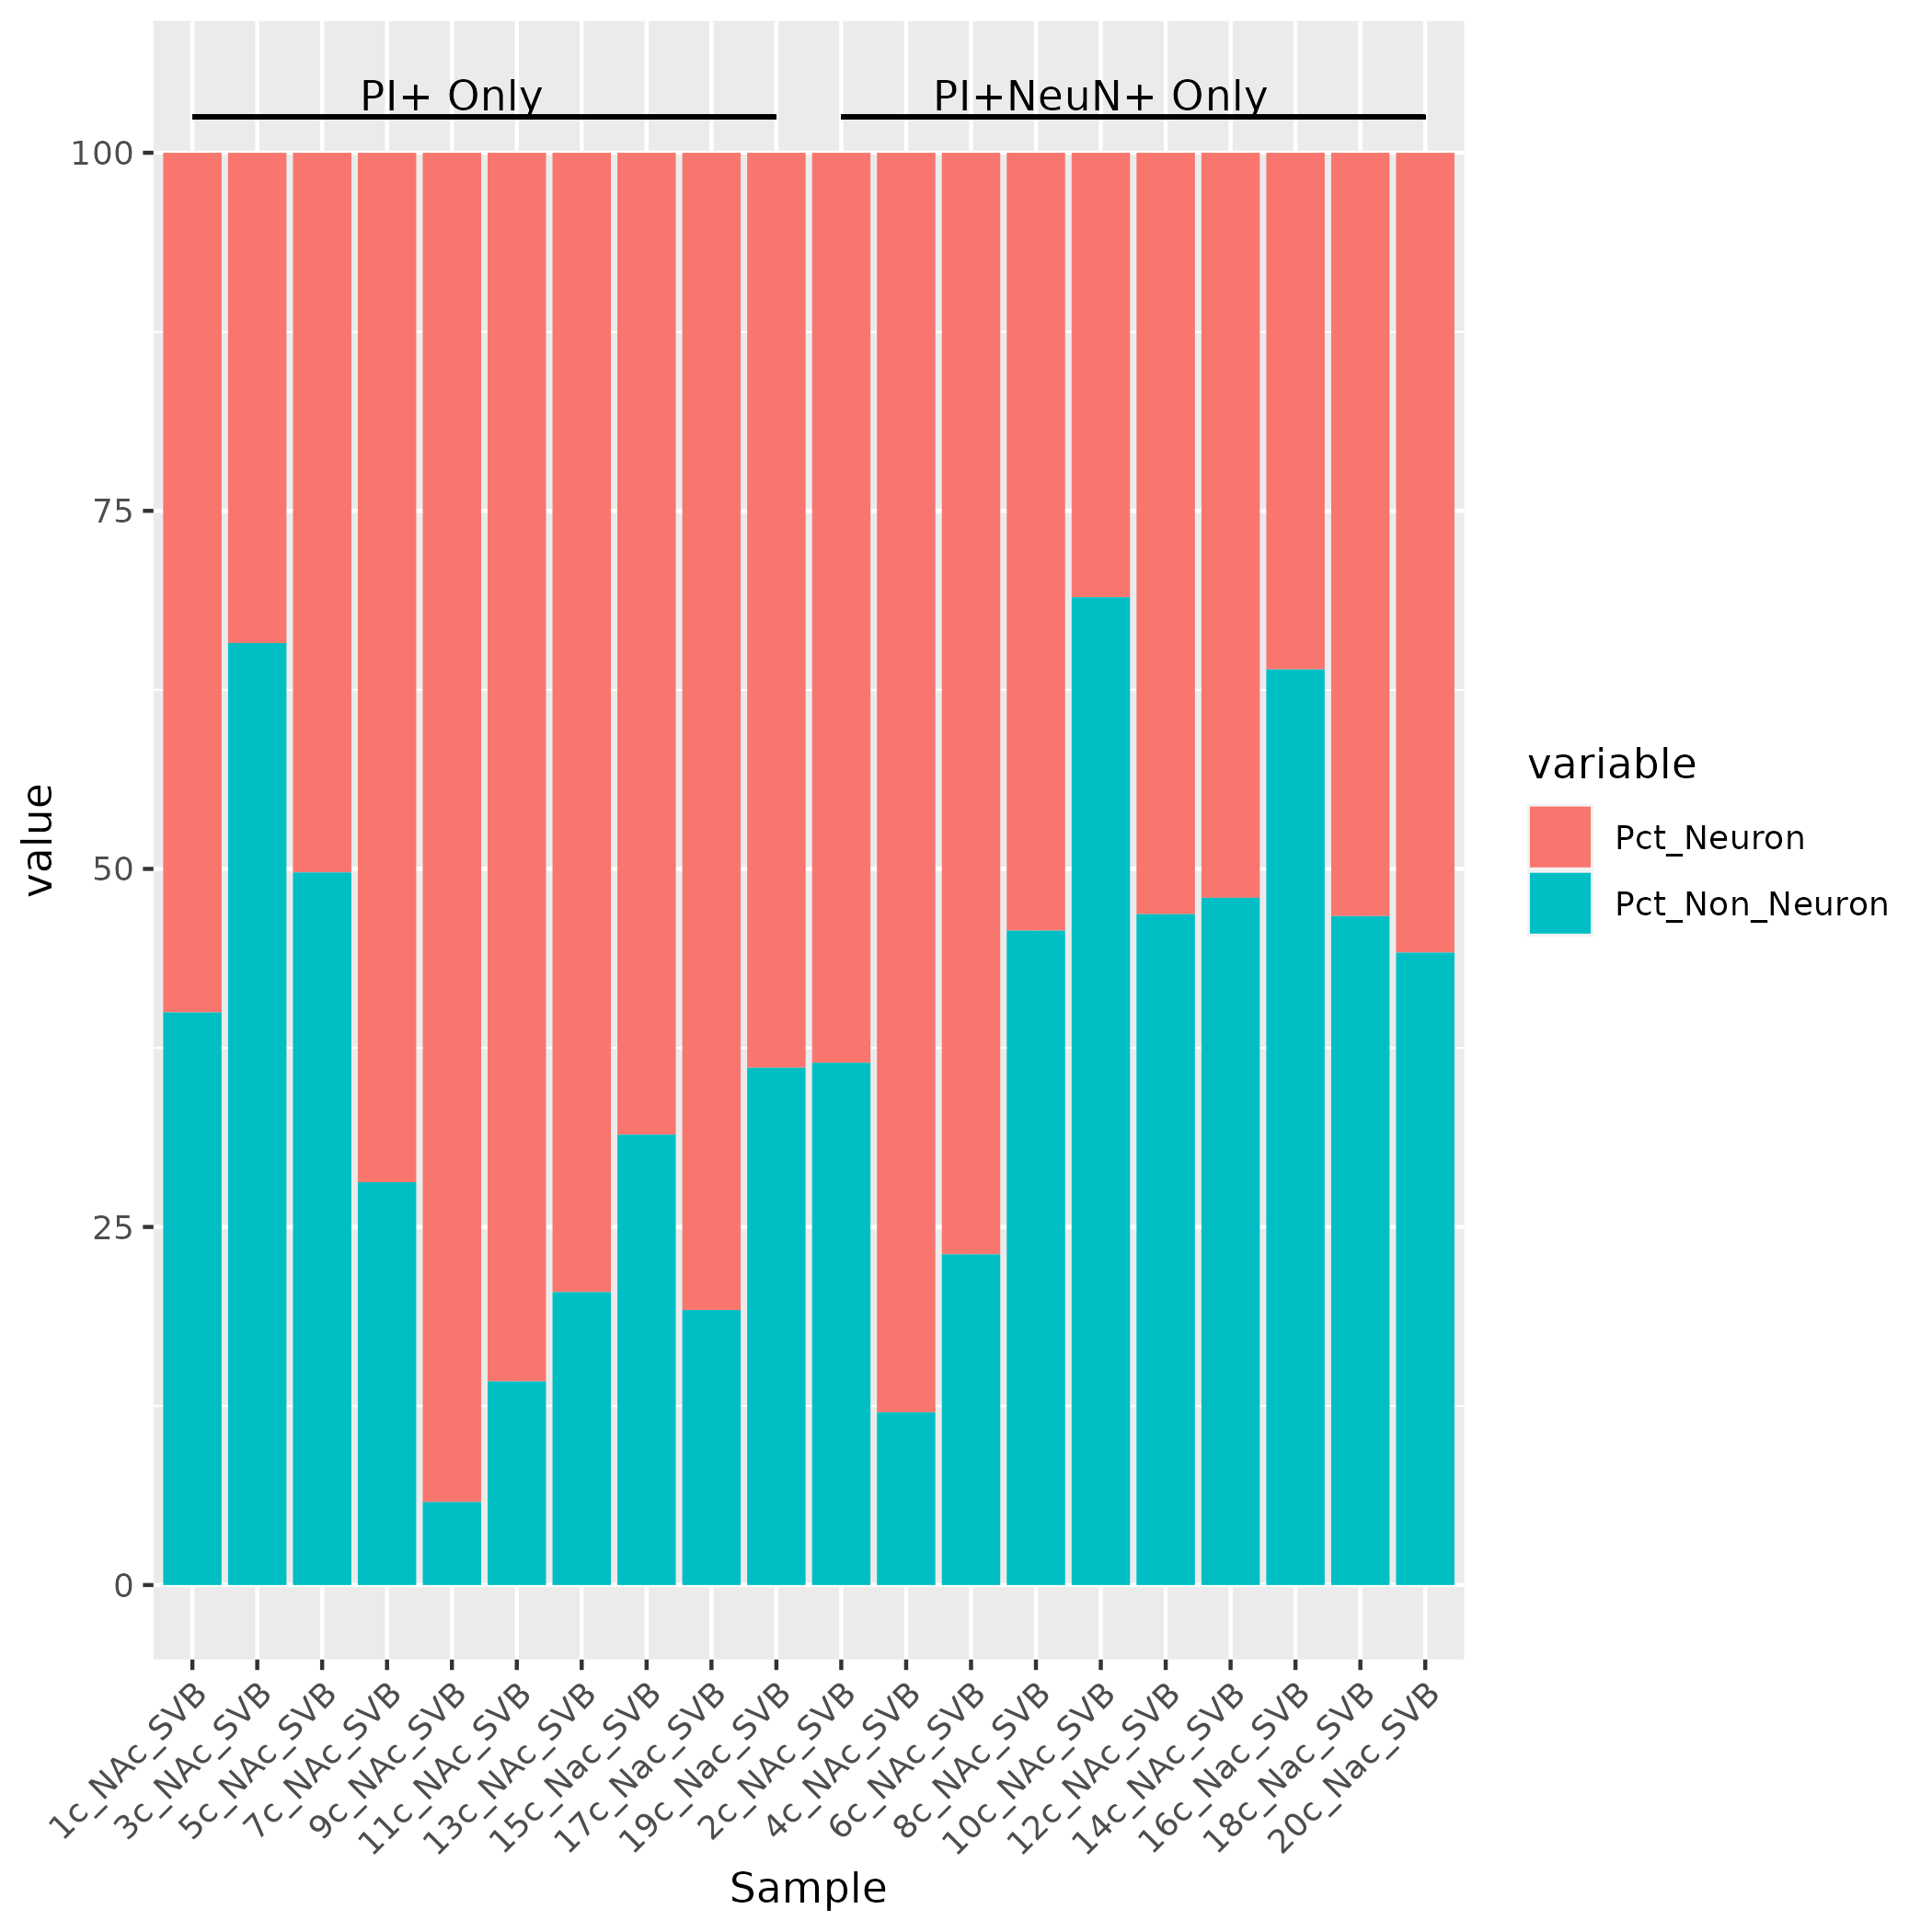 PI+ Only
PI+NeuN+ Only
value
100
75
50
25
0
variable
Pct_Neuron
Pct_Non_Neuron
1c_NAc_SVB
3c_NAc_SVB
5c_NAc_SVB
7c_NAc_SVB
9c_NAc_SVB
11c_NAc_SVB
13c_NAc_SVB
15c_Nac_SVB
17c_Nac_SVB
19c_Nac_SVB
2c_NAc_SVB
4c_NAc_SVB
6c_NAc_SVB
8c_NAc_SVB
10c_NAc_SVB
12c_NAc_SVB
14c_NAc_SVB
16c_Nac_SVB
18c_Nac_SVB
20c_Nac_SVB
Sample